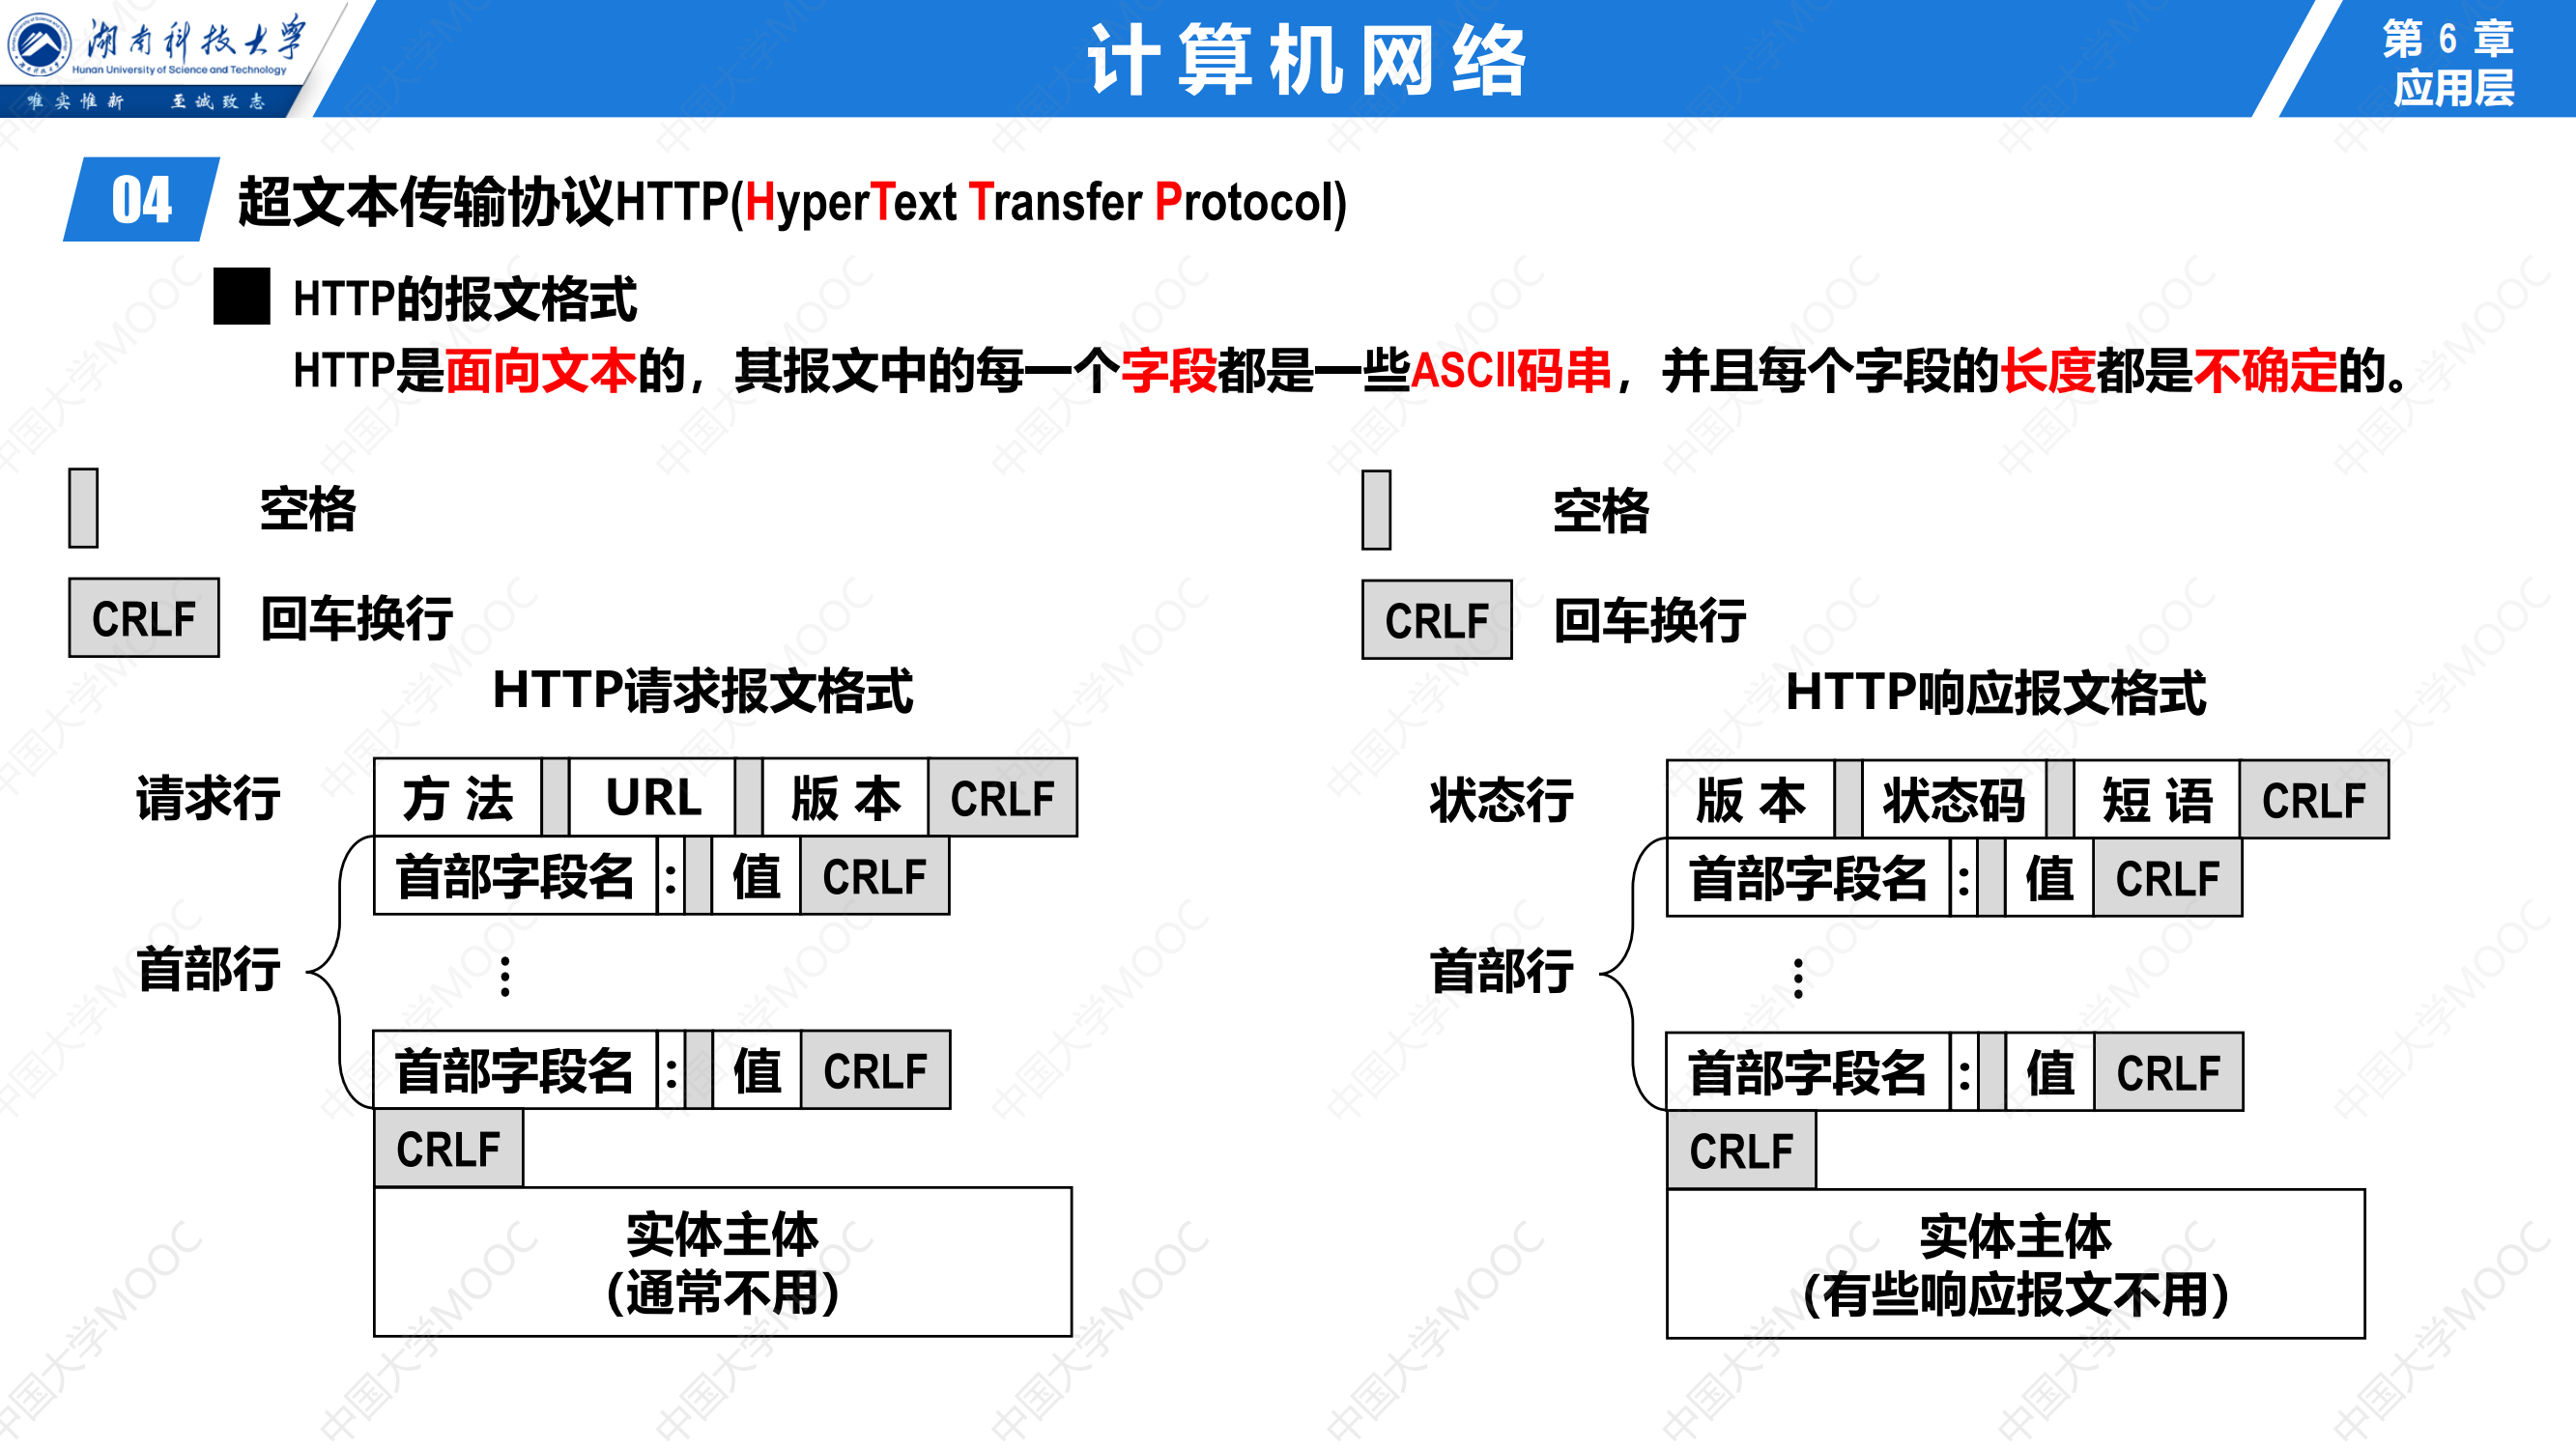 湖南科技大学
Hunan University of Science and Technology
唯实惟新 至诚致志
计算机网络
第 6 章
应用层
04 超文本传输协议HTTP(HyperText Transfer Protocol)
HTTP的报文格式
HTTP是面向文本的，其报文中的每一个字段都是一些ASCII码串，并且每个字段的长度都是不确定的。
空格
CRLF 回车换行
HTTP请求报文格式
请求行 方 法 URL 版 本 CRLF
首部字段名 : 值 CRLF
首部行 ⋮
首部字段名 : 值 CRLF
CRLF
实体主体
（通常不用）
空格
CRLF 回车换行
HTTP响应报文格式
状态行 版 本 状态码 短 语 CRLF
首部字段名 : 值 CRLF
首部行 ⋮
首部字段名 : 值 CRLF
CRLF
实体主体
（有些响应报文不用）
中国大学MOOC